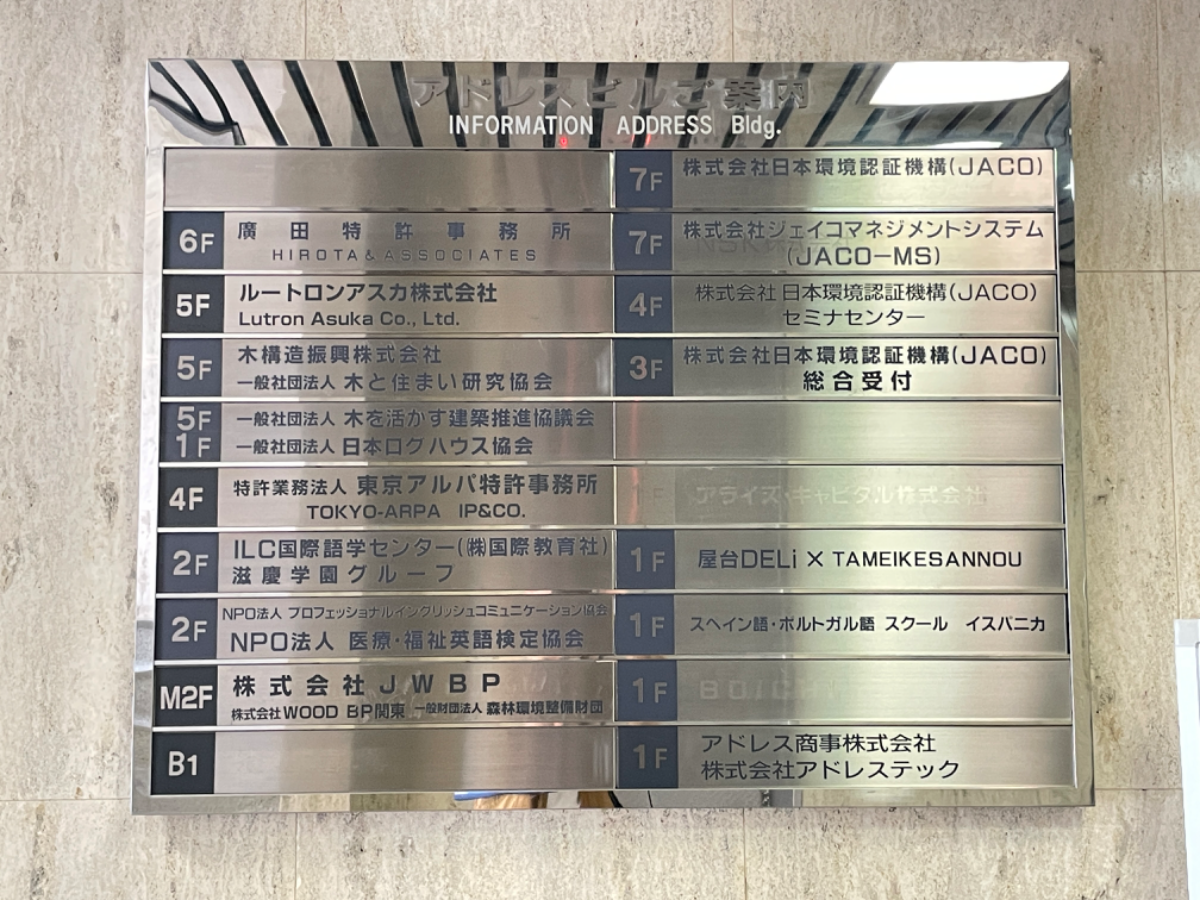 アドレスビルご案内
INFORMATION ADDRESS Bldg.
6F 廣田特許事務所
HIROTA & ASSOCIATES
5F ルートロンアスカ株式会社
Lutron Asuka Co., Ltd.
5F 木構造振興株式会社
一般社団法人 木と住まい研究協会
5F 一般社団法人 木を活かす建築推進協議会
1F 一般社団法人 日本ログハウス協会
4F 特許業務法人 東京アルパ特許事務所
TOKYO-ARPA IP&CO.
2F ILC国際語学センター(㈱国際教育社)
滋慶学園グループ
2F NPO法人 プロフェッショナルイングリッシュコミュニケーション協会
NPO法人 医療・福祉英語検定協会
M2F 株式会社JWBP
株式会社WOOD BP関東 一般財団法人 森林環境整備財団
B1
7F 株式会社日本環境認証機構(JACO)
7F 株式会社ジェイコマネジメントシステム
(JACO-MS)
4F 株式会社 日本環境認証機構(JACO)
セミナセンター
3F 株式会社日本環境認証機構(JACO)
総合受付
アライズ・キャピタル株式会社
1F 屋台DELi × TAMEIKESANNOU
1F スペイン語・ポルトガル語 スクール イスパニカ
1F
1F アドレス商事株式会社
株式会社アドレステック